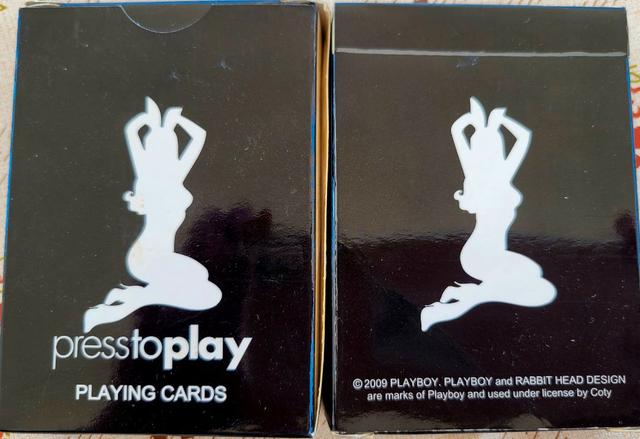 presstoplay
PLAYING CARDS
© 2009 PLAYBOY. PLAYBOY and RABBIT HEAD DESIGN
are marks of Playboy and used under license by Coty